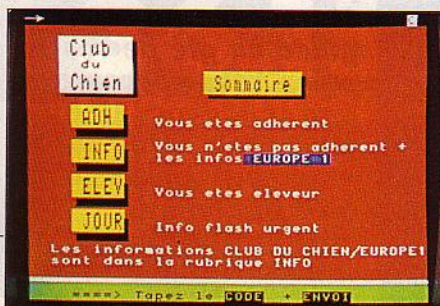 C
Club
du
Chien
Sommaire
ADH Vous etes adherent
INFO Vous n'etes pas adherent +
les infos EUROPE 1
ELEV Vous etes eleveur
JOUR Info flash urgent
Les informations CLUB DU CHIEN/EUROPE1
sont dans la rubrique INFO
====> Tapez le CODE + ENVOI